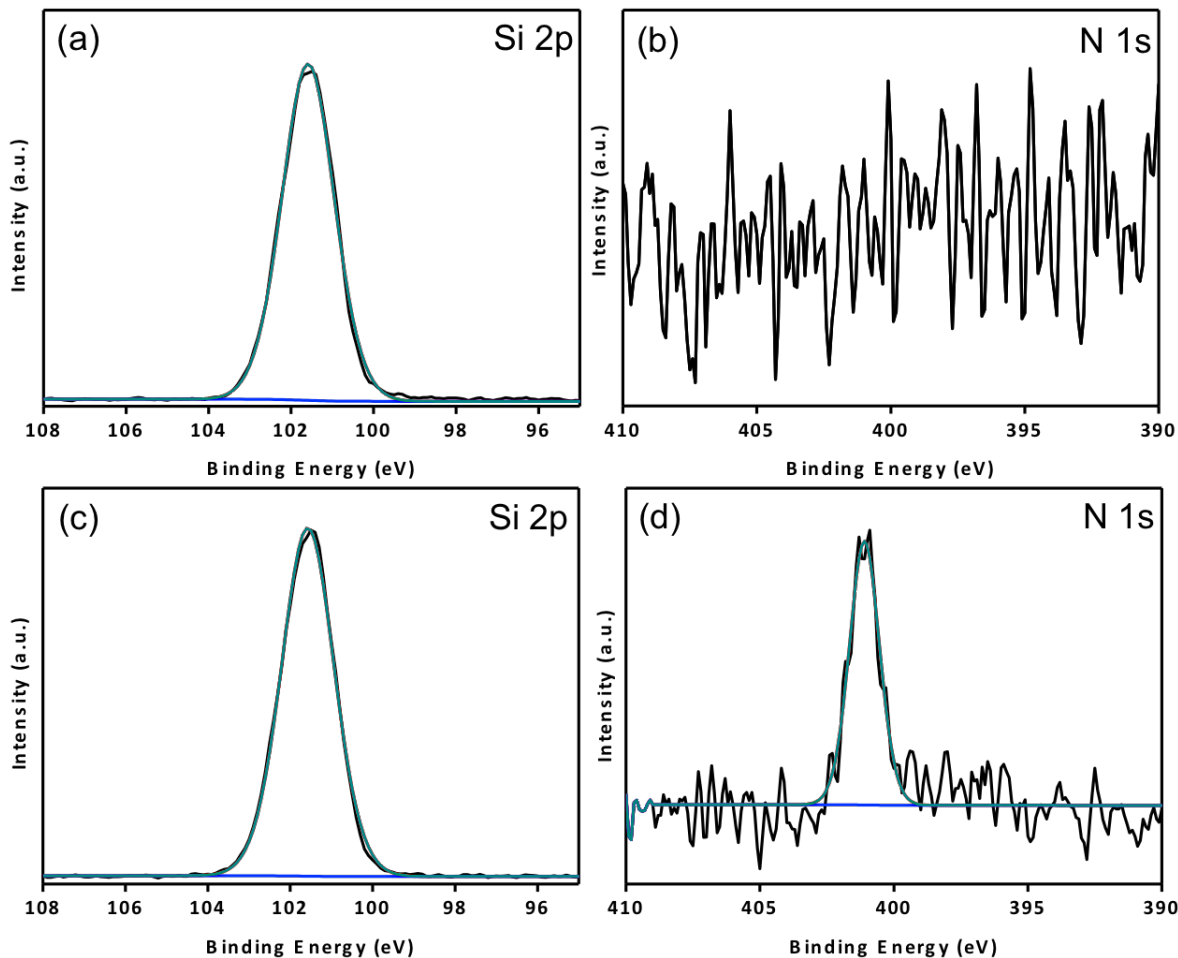 (a) Si 2p
Intensity (a.u.)
108 106 104 102 100 98 96
Binding Energy (eV)
(b) N 1s
Intensity (a.u.)
410 405 400 395 390
Binding Energy (eV)
(c) Si 2p
Intensity (a.u.)
108 106 104 102 100 98 96
Binding Energy (eV)
(d) N 1s
Intensity (a.u.)
410 405 400 395 390
Binding Energy (eV)